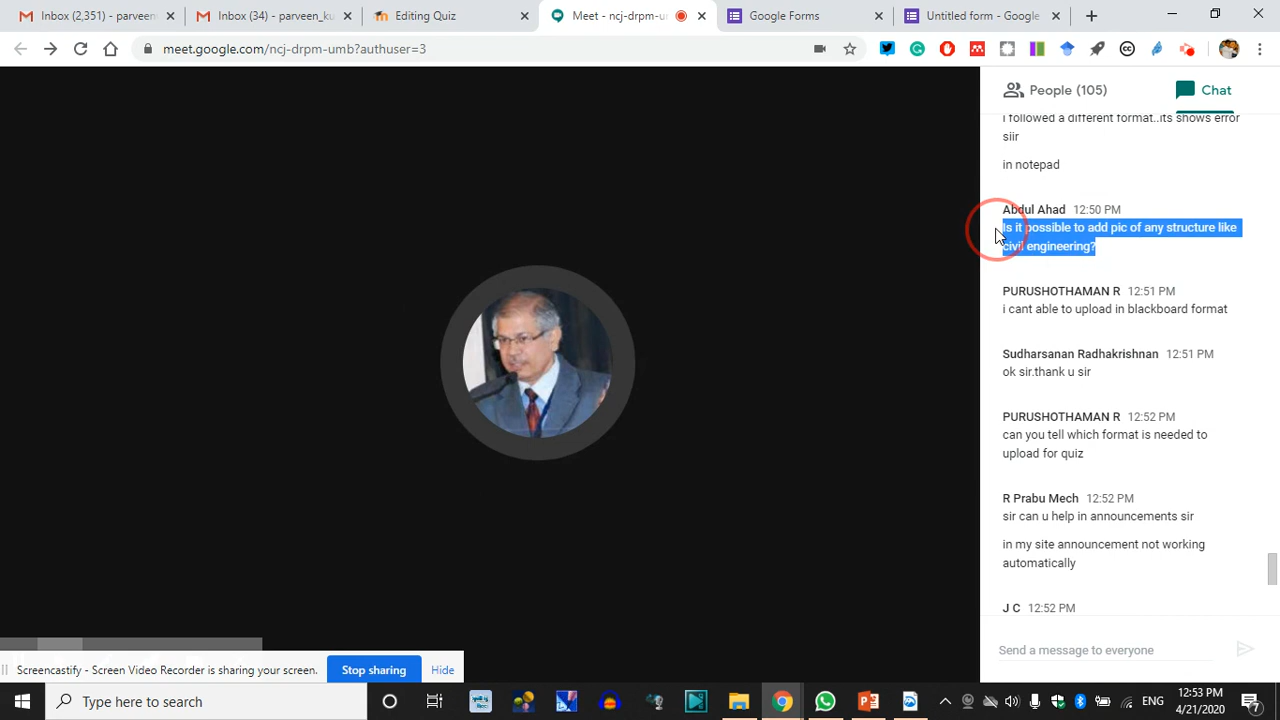 Inbox (2,351) - parveen
Inbox (34) - parveen_ku
Editing Quiz
Meet - ncj-drpm-u
Google Forms
Untitled form - Google
meet.google.com/ncj-drpm-umb?authuser=3
People (105)
Chat
i followed a different format..its shows error
siir
in notepad
Abdul Ahad 12:50 PM
Is it possible to add pic of any structure like
civil engineering?
PURUSHOTHAMAN R 12:51 PM
i cant able to upload in blackboard format
Sudharsanan Radhakrishnan 12:51 PM
ok sir.thank u sir
PURUSHOTHAMAN R 12:52 PM
can you tell which format is needed to
upload for quiz
R Prabu Mech 12:52 PM
sir can u help in announcements sir
in my site announcement not working
automatically
J C 12:52 PM
Send a message to everyone
Screencastify - Screen Video Recorder is sharing your screen.
Stop sharing
Hide
Type here to search
ENG
12:53 PM
4/21/2020
7